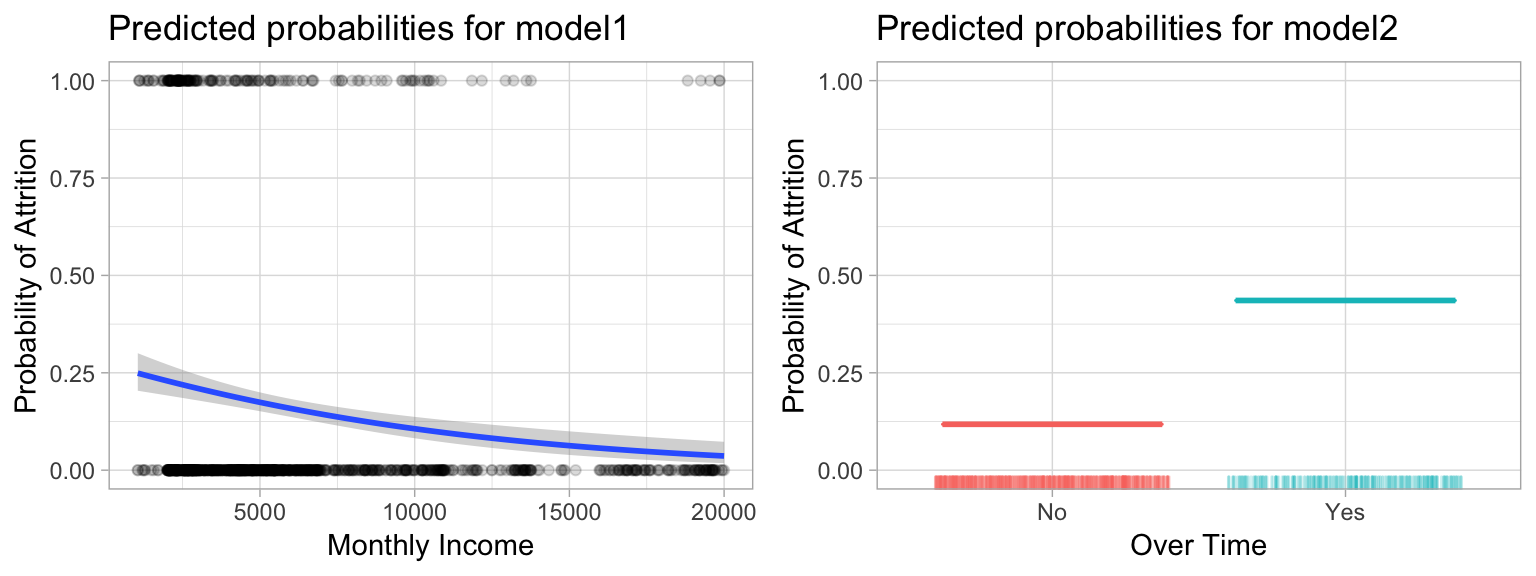 Predicted probabilities for model1
Probability of Attrition
1.00
0.75
0.50
0.25
0.00
5000 10000 15000 20000
Monthly Income
Predicted probabilities for model2
Probability of Attrition
1.00
0.75
0.50
0.25
0.00
No Yes
Over Time